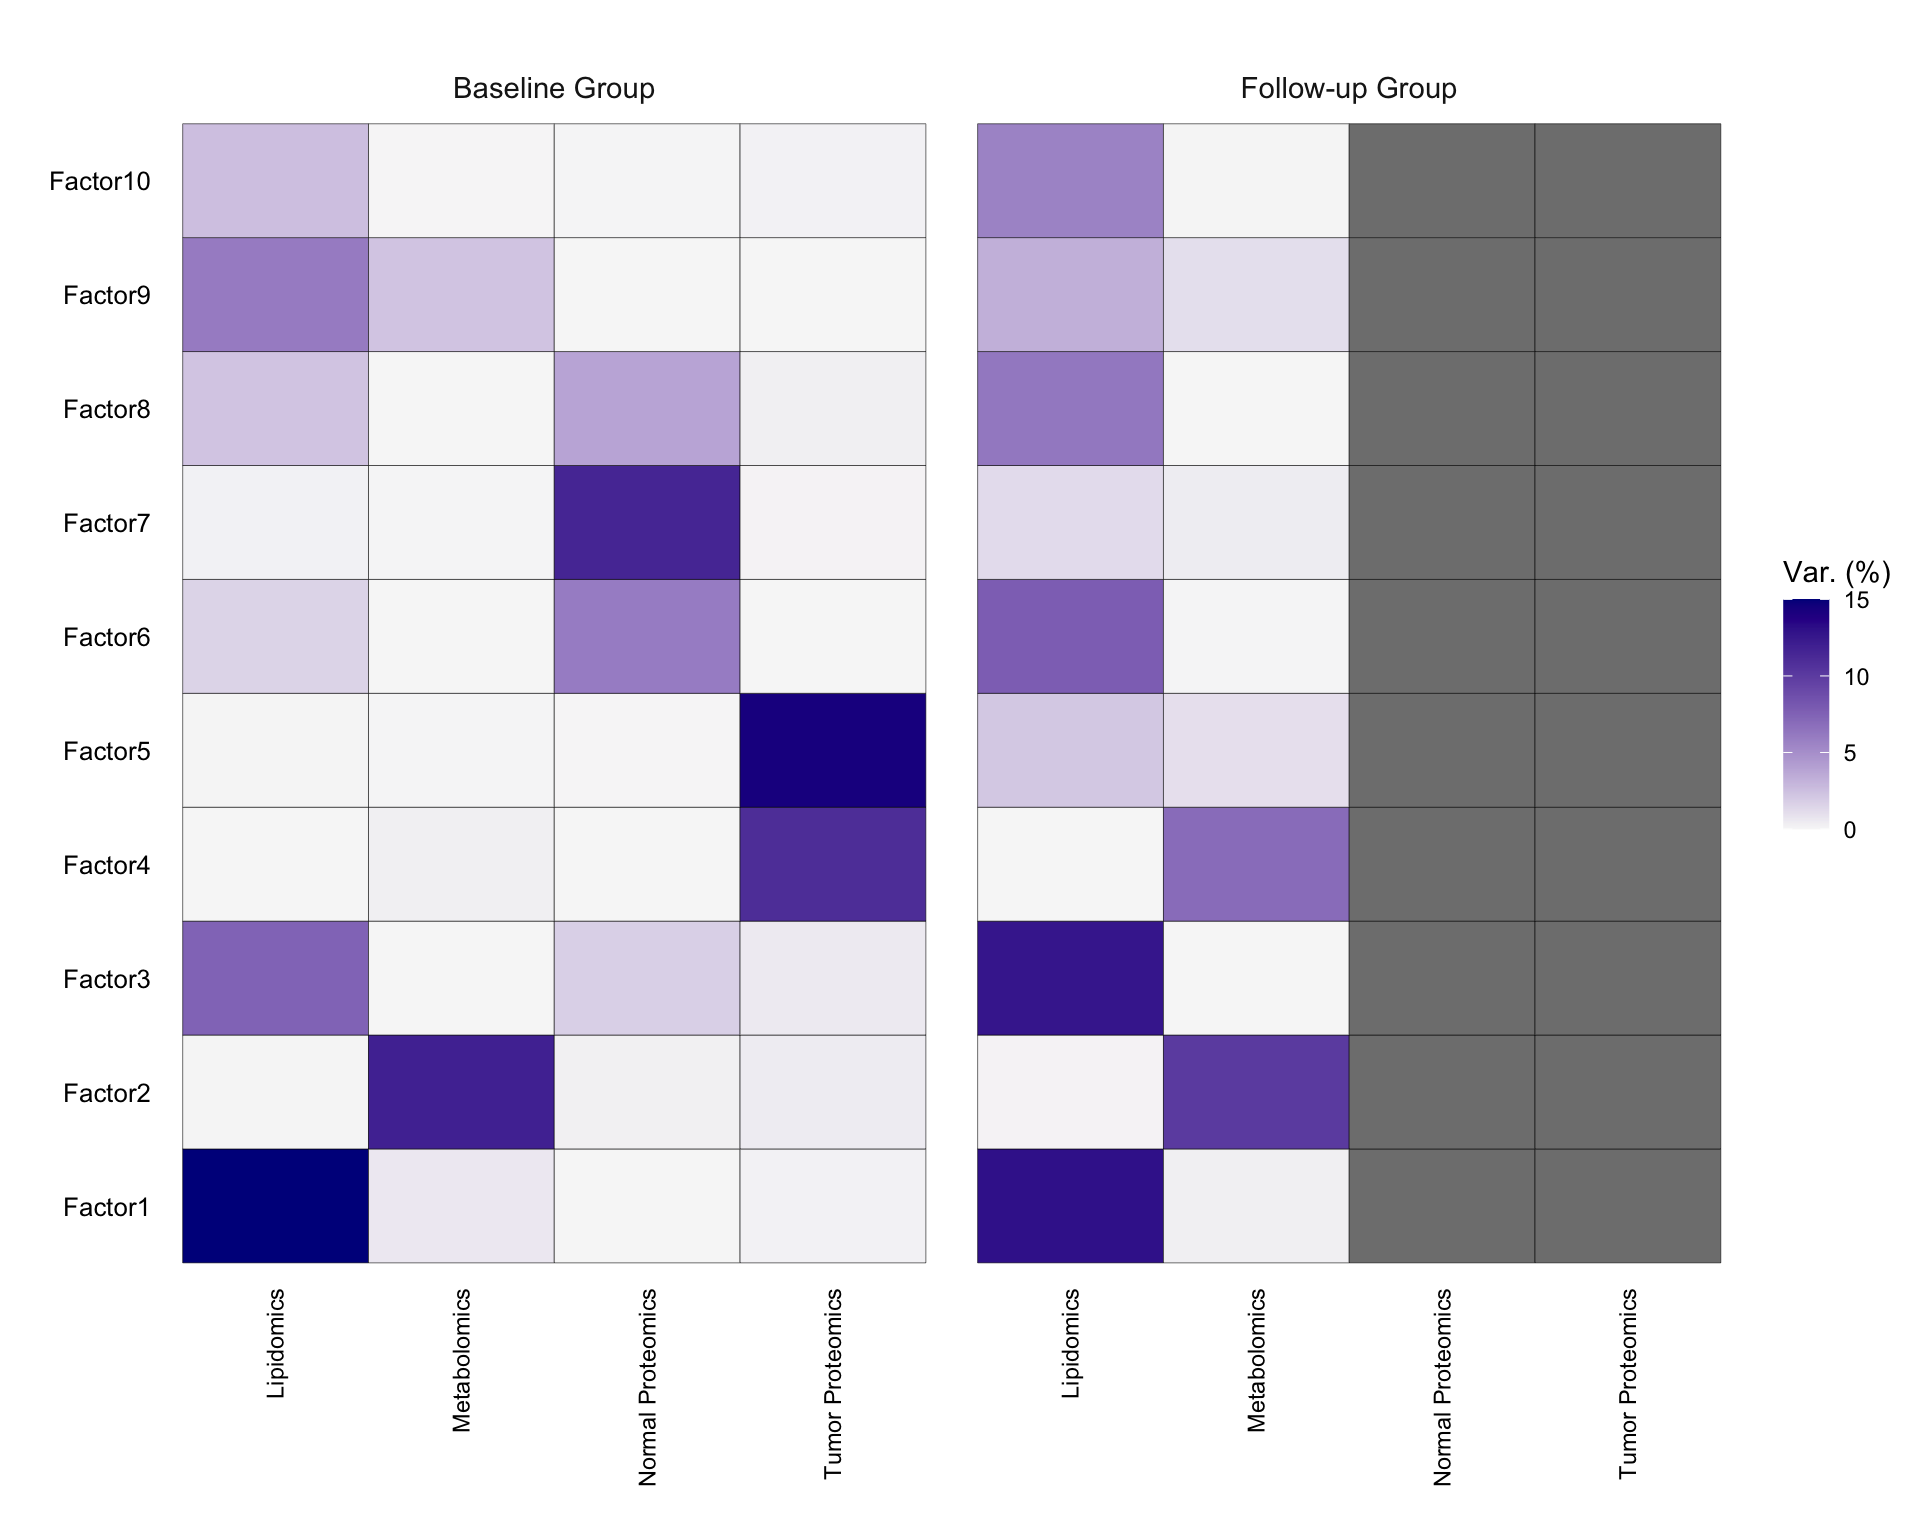 Baseline Group
Follow-up Group
Factor10
Factor9
Factor8
Factor7
Factor6
Factor5
Factor4
Factor3
Factor2
Factor1
Lipidomics
Metabolomics
Normal Proteomics
Tumor Proteomics
Lipidomics
Metabolomics
Normal Proteomics
Tumor Proteomics
Var. (%)
15
10
5
0